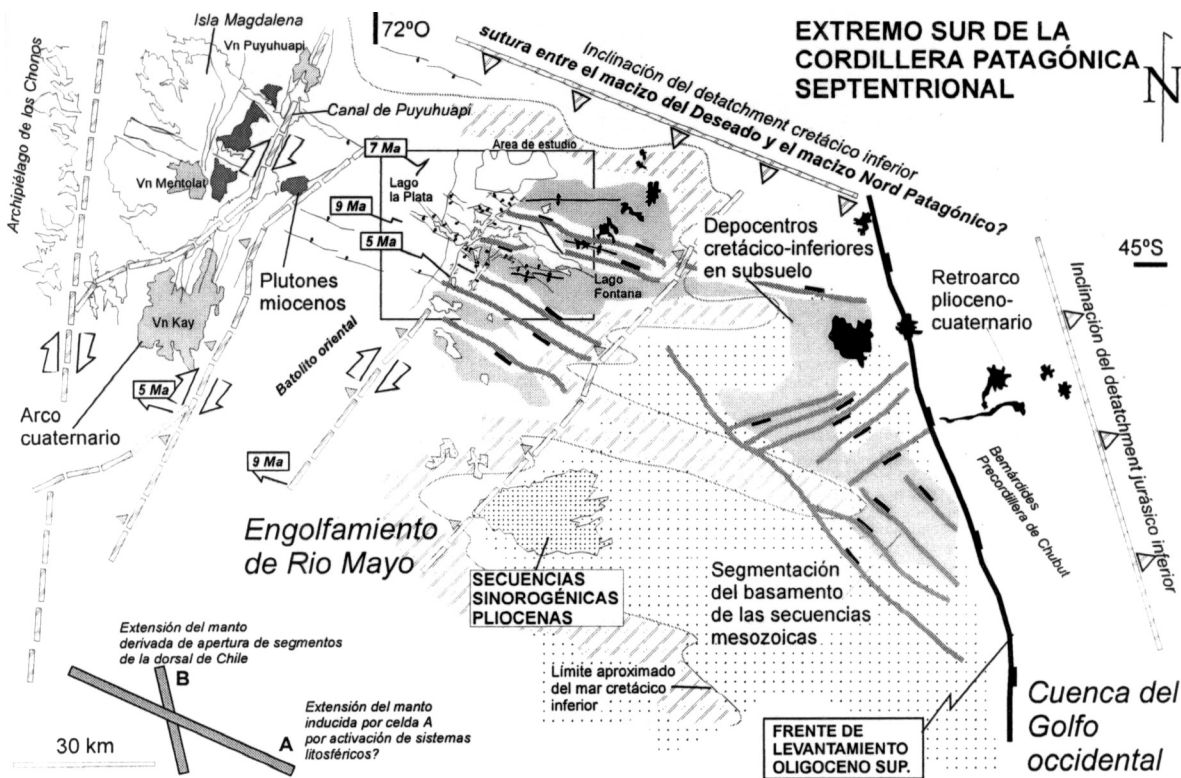 EXTREMO SUR DE LA
CORDILLERA PATAGÓNICA
SEPTENTRIONAL
N
Isla Magdalena
Vn Puyuhuapi
72ºO
Canal de Puyuhuapi
Archipiélago de los Chonos
Vn Mentolat
Inclinación del detatchment cretácico inferior
sutura entre el macizo del Deseado y el macizo Nord Patagónico?
7 Ma
Area de estudio
Lago
la Plata
9 Ma
5 Ma
Plutones
miocenos
Lago
Fontana
Depocentros
cretácico-inferiores
en subsuelo
45ºS
Retroarco
plioceno-
cuaternario
Inclinación del detatchment jurásico inferior
Vn Kay
Batolito oriental
5 Ma
Arco
cuaternario
9 Ma
Bernárdides
Precordillera de Chubut
Engolfamiento
de Rio Mayo
SECUENCIAS
SINOROGÉNICAS
PLIOCENAS
Segmentación
del basamento
de las secuencias
mesozoicas
Extensión del manto
derivada de apertura de segmentos
de la dorsal de Chile
B
Extensión del manto
inducida por celda A
por activación de sistemas
litosféricos?
A
30 km
Límite aproximado
del mar cretácico
inferior
FRENTE DE
LEVANTAMIENTO
OLIGOCENO SUP.
Cuenca del
Golfo
occidental